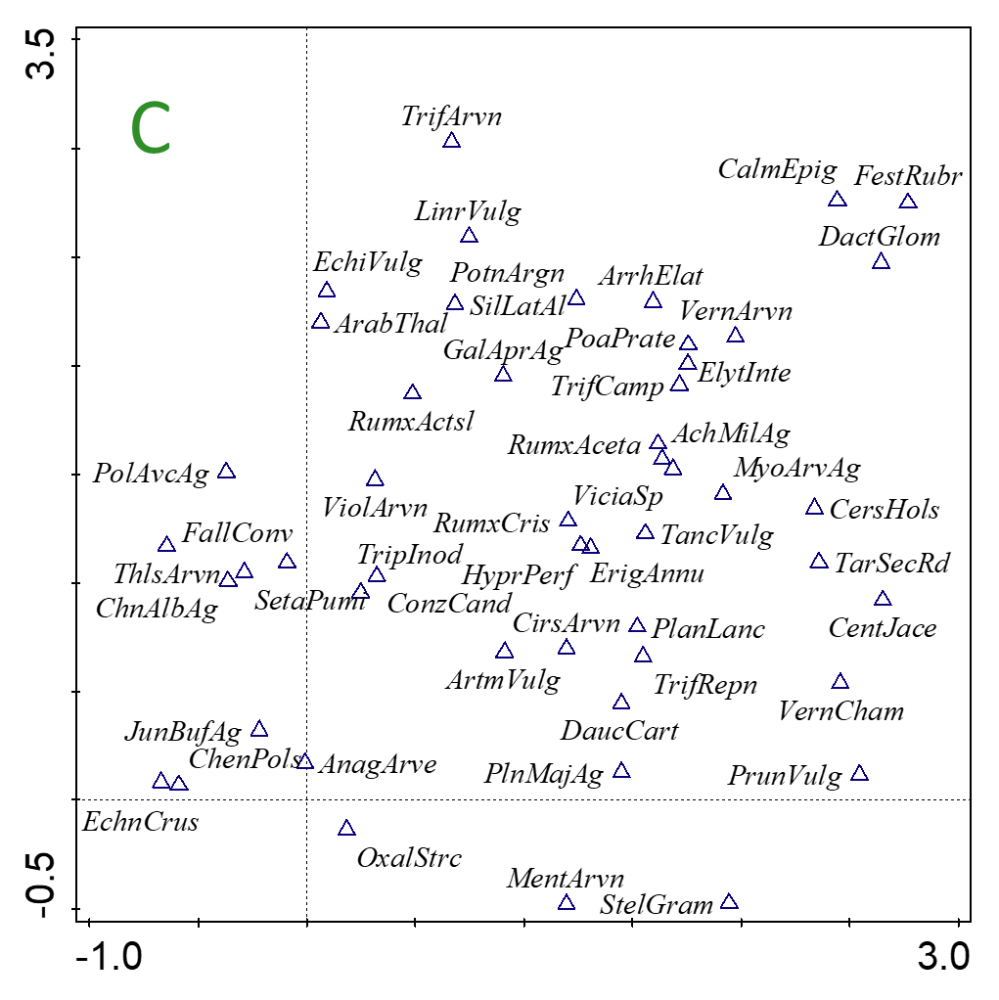 3.5
C
TrifArvn
CalmEpig
FestRubr
LinrVulg
DactGlom
EchiVulg
PotnArgn
ArrhElat
SilLatAl
VernArvn
ArabThal
PoaPrate
GalAprAg
ElytInte
TrifCamp
RumxActsl
RumxAceta
AchMilAg
PolAvcAg
MyoArvAg
ViciaSp
ViolArvn
CersHols
RumxCris
FallConv
TancVulg
TripInod
TarSecRd
ThlsArvn
HyprPerf
ErigAnnu
SetaPumi
ConzCand
ChnAlbAg
CirsArvn
PlanLanc
CentJace
ArtmVulg
TrifRepn
VernCham
JunBufAg
DaucCart
ChenPols
AnagArve
PlnMajAg
PrunVulg
EchnCrus
OxalStrc
MentArvn
StelGram
-0.5
-1.0
3.0